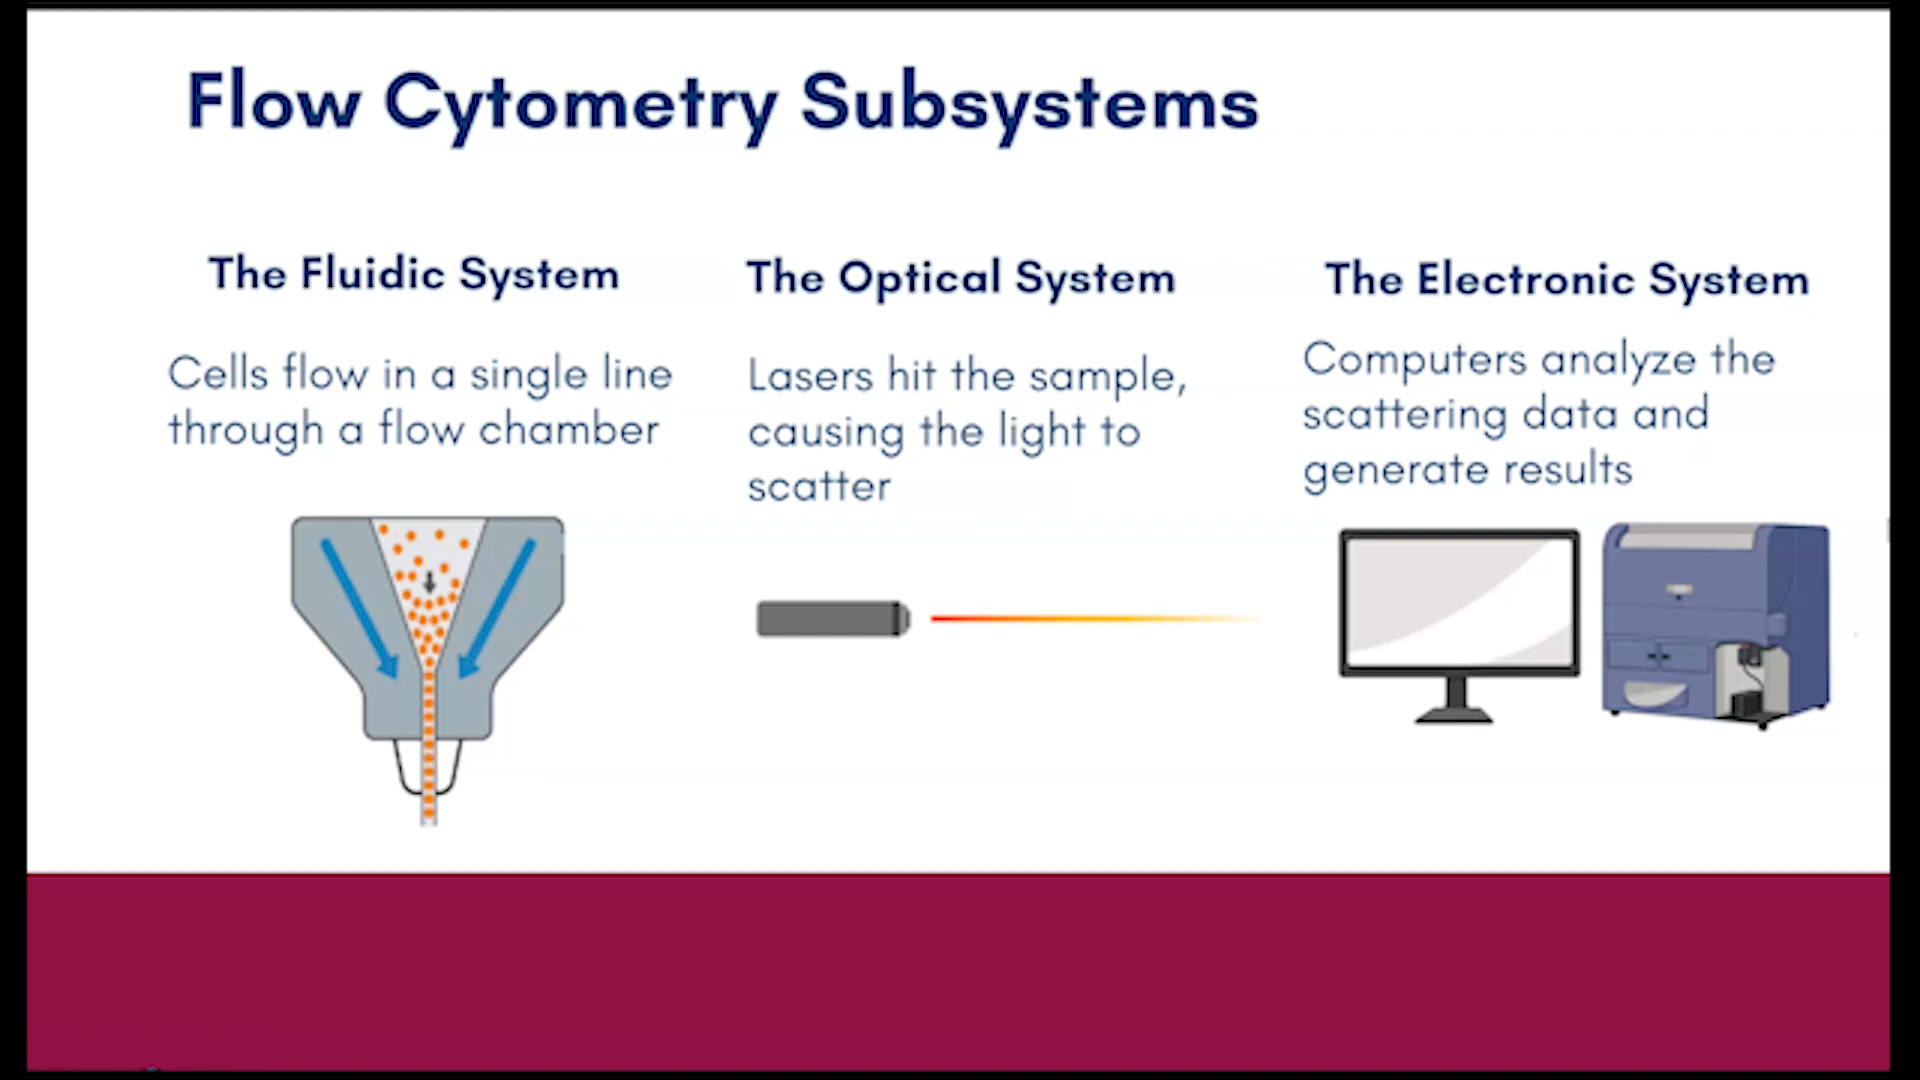 Flow Cytometry Subsystems
The Fluidic System
Cells flow in a single line
through a flow chamber
The Optical System
Lasers hit the sample,
causing the light to
scatter
The Electronic System
Computers analyze the
scattering data and
generate results